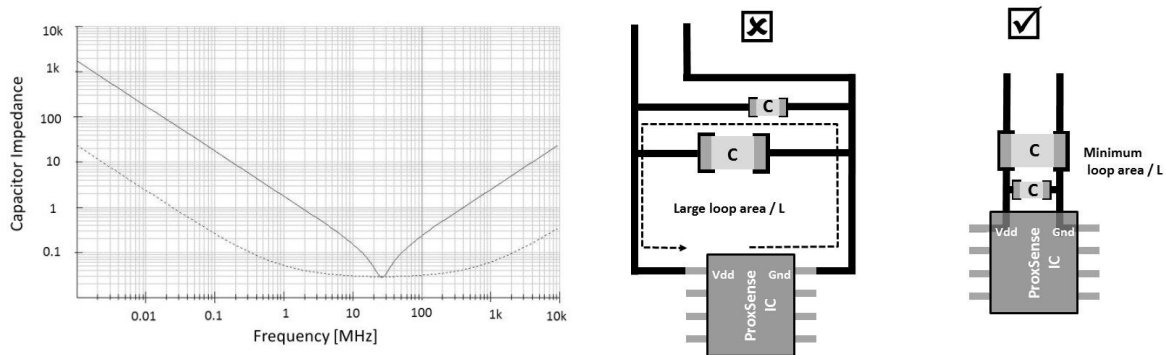 Capacitor Impedance
10k
1k
100
10
1
0.1
0.01
0.1
1
10
100
1k
10k
Frequency [MHz]
C
C
Large loop area / L
Vdd
Gnd
ProxSense
IC
C
C
Minimum
loop area / L
Vdd
Gnd
ProxSense
IC